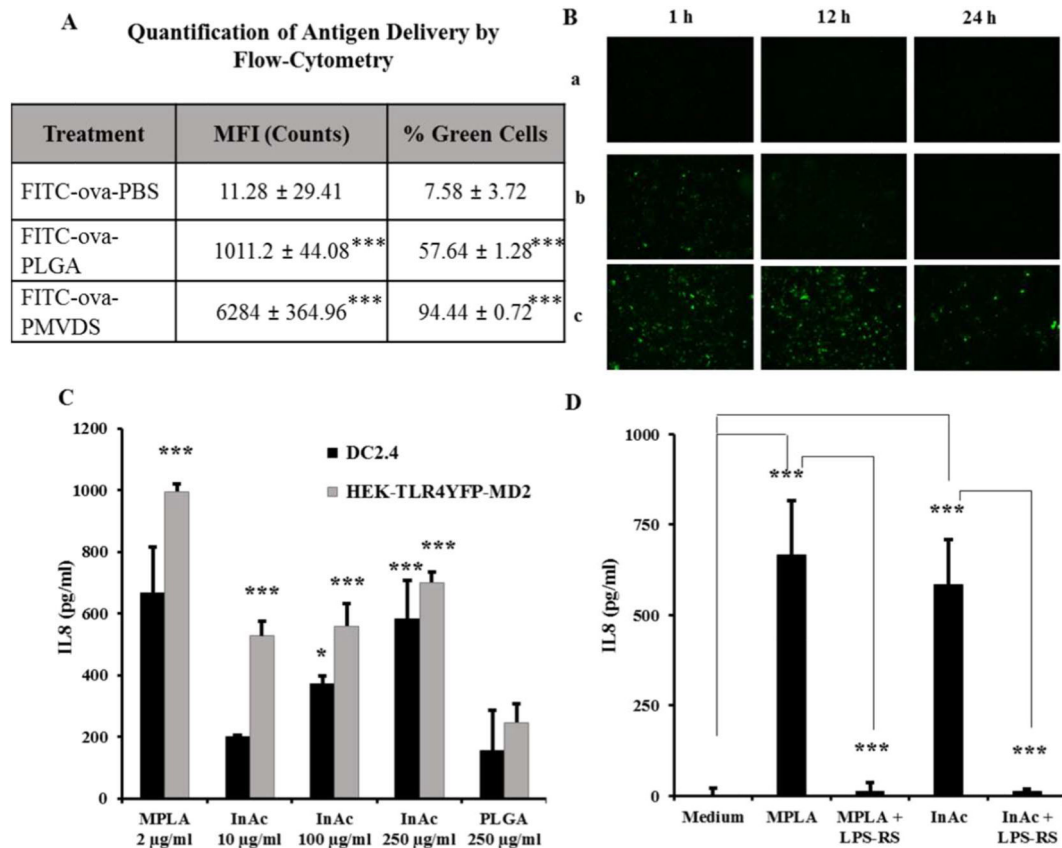 A
Quantification of Antigen Delivery by
Flow-Cytometry
Treatment MFI (Counts) % Green Cells
FITC-ova-PBS 11.28 ± 29.41 7.58 ± 3.72
FITC-ova-
PLGA 1011.2 ± 44.08*** 57.64 ± 1.28***
FITC-ova-
PMVDS 6284 ± 364.96*** 94.44 ± 0.72***
B
1 h 12 h 24 h
a
b
c
C
1200
1000
800
600
400
200
0
IL8 (pg/ml)
DC2.4
HEK-TLR4YFP-MD2
***
***
*
***
***
***
MPLA InAc InAc InAc PLGA
2 µg/ml 10 µg/ml 100 µg/ml 250 µg/ml 250 µg/ml
D
1000
750
500
250
0
IL8 (pg/ml)
***
***
***
***
Medium MPLA MPLA + InAc InAc +
LPS-RS LPS-RS